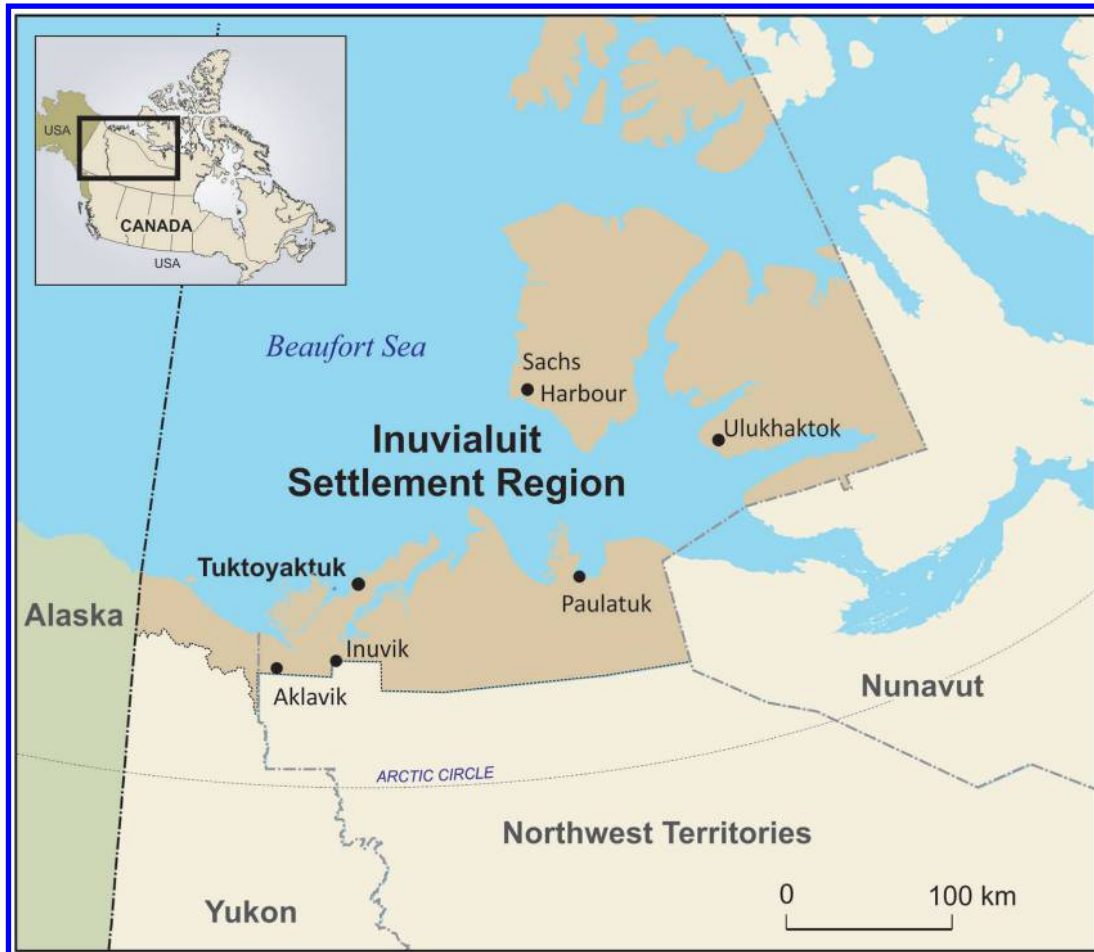 USA
CANADA
USA
Beaufort Sea
Sachs
Harbour
Inuvialuit
Settlement Region
Ulukhaktok
Tuktoyaktuk
Paulatuk
Alaska
Inuvik
Aklavik
Nunavut
ARCTIC CIRCLE
Northwest Territories
Yukon
0 100 km